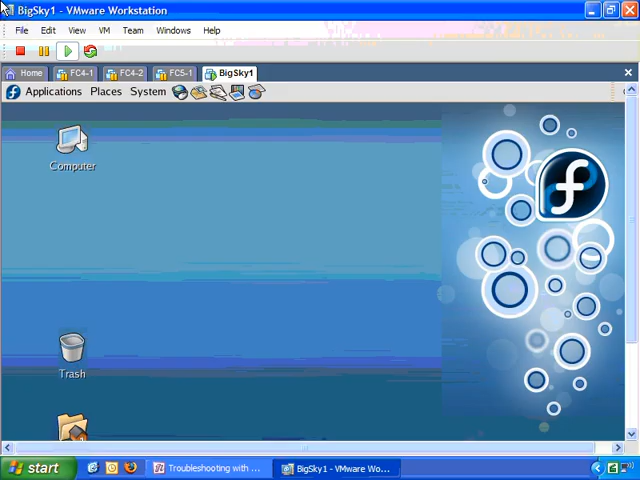 BigSky1 - VMware Workstation
File Edit View VM Team Windows Help
Home FC4-1 FC4-2 FC5-1 BigSky1
Applications Places System
Computer
Trash
start Troubleshooting with ... BigSky1 - VMware Wo...